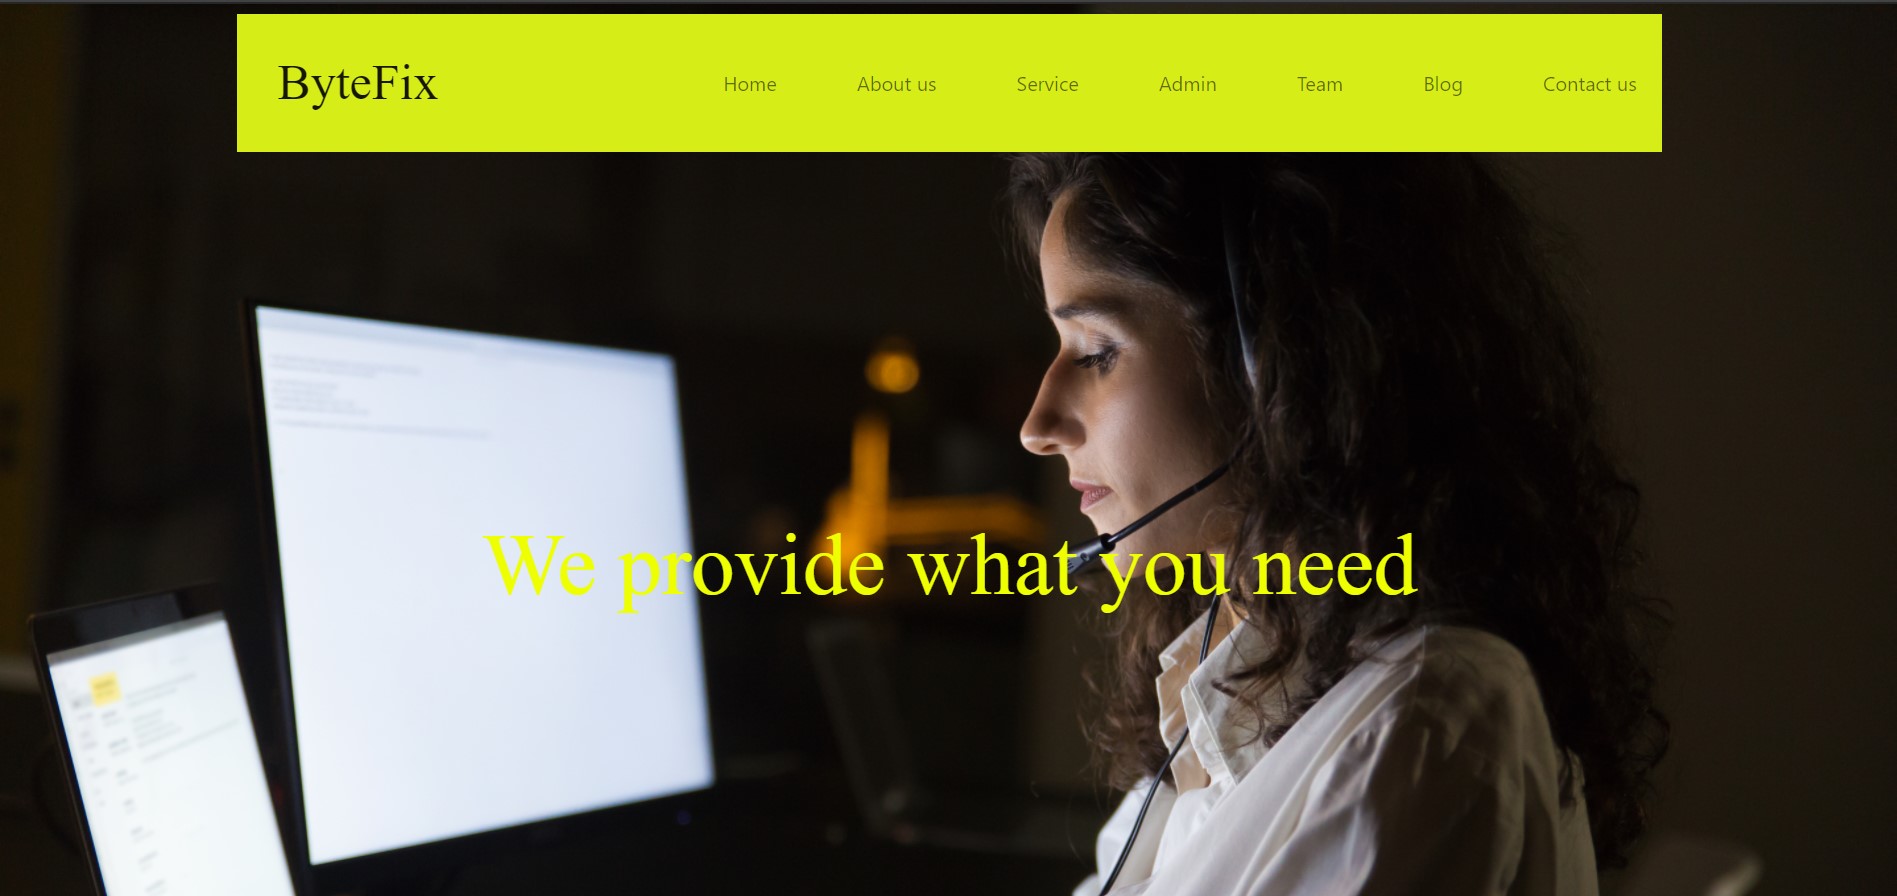 ByteFix
Home About us Service Admin Team Blog Contact us
We provide what you need